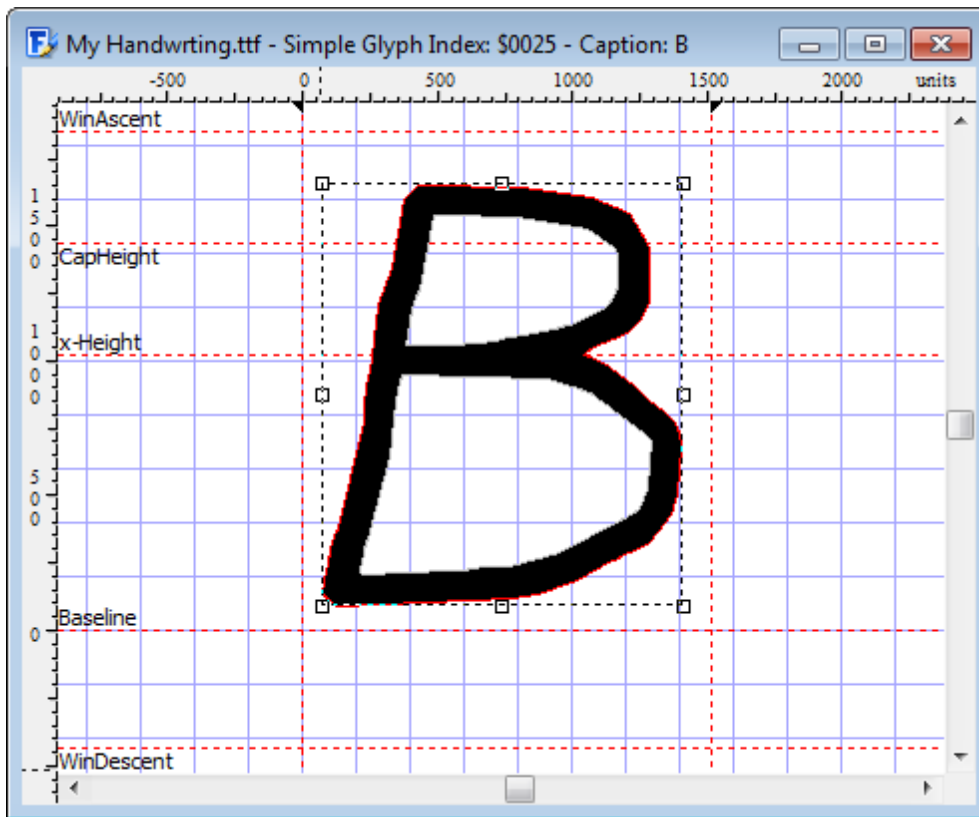 My Handwrting.ttf - Simple Glyph Index: $0025 - Caption: B
-500 0 500 1000 1500 2000 units
WinAscent
1500
CapHeight
1000
x-Height
500
Baseline
0
WinDescent
B